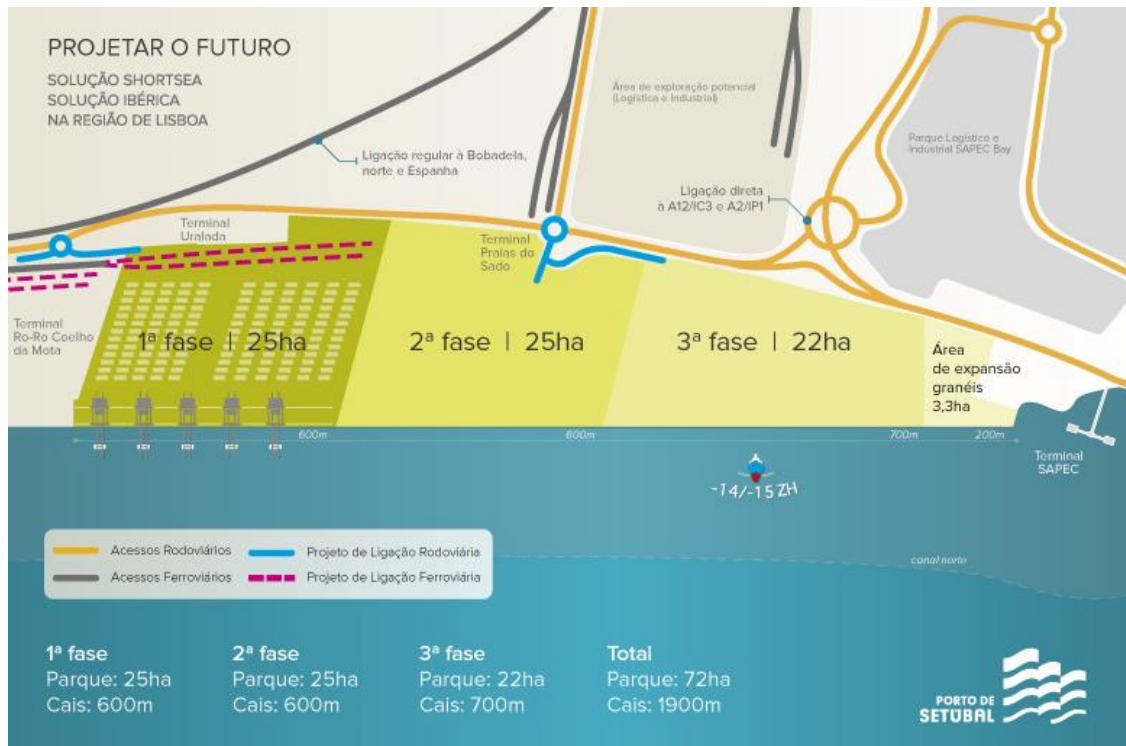 PROJETAR O FUTURO
SOLUÇÃO SHORTSEA
SOLUÇÃO IBÉRICA
NA REGIÃO DE LISBOA
Ligação regular à Bobadela,
norte e Espanha
Área de exploração potencial
(Logística e Industrial)
Parque Logístico e
Industrial SAPEC Bay
Ligação direta
à A12/IC3 e A2/IP1
Terminal
Uralada
Terminal
Praias do
Sado
Terminal
Ro-Ro Coelho
da Mota
1ª fase | 25ha
2ª fase | 25ha
3ª fase | 22ha
Área
de expansão
granéis
3,3ha
600m
600m
700m
200m
Terminal
SAPEC
-14/-15 ZH
canal norte
Acessos Rodoviários
Projeto de Ligação Rodoviária
Acessos Ferroviários
Projeto de Ligação Ferroviária
1ª fase
Parque: 25ha
Cais: 600m
2ª fase
Parque: 25ha
Cais: 600m
3ª fase
Parque: 22ha
Cais: 700m
Total
Parque: 72ha
Cais: 1900m
PORTO DE
SETÚBAL